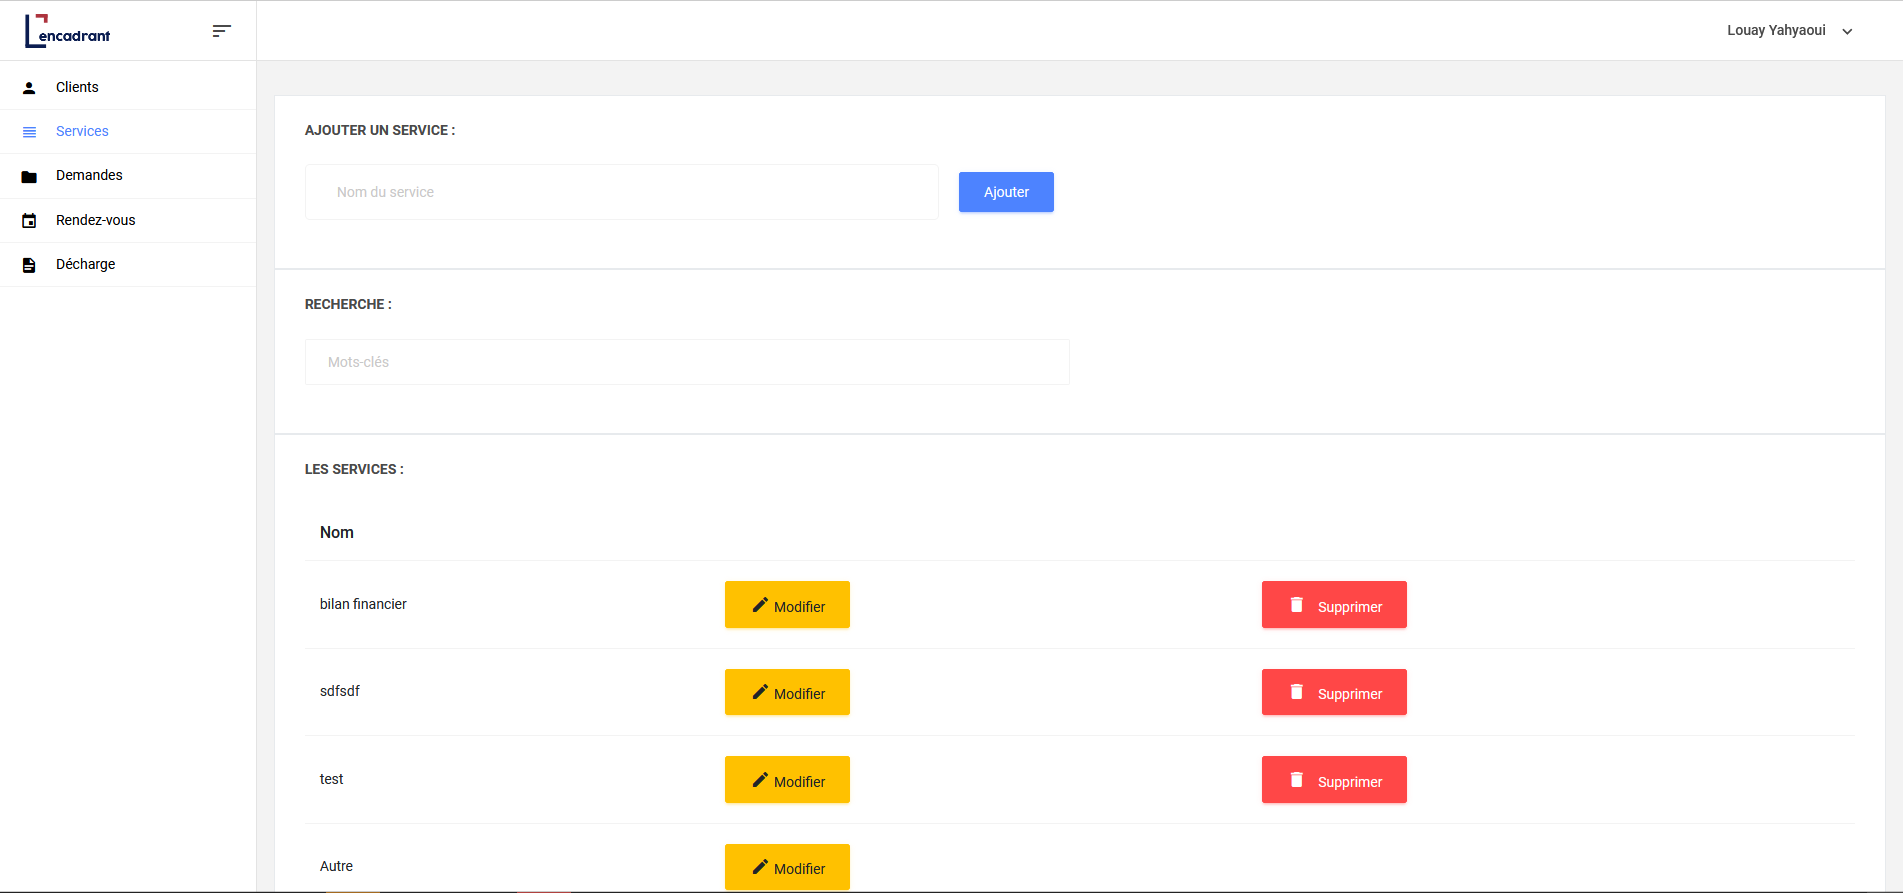 encadrant
Louay Yahyaoui
Clients
Services
Demandes
Rendez-vous
Décharge
AJOUTER UN SERVICE :
Nom du service
Ajouter
RECHERCHE :
Mots-clés
LES SERVICES :
Nom
bilan financier Modifier Supprimer
sdfsdf Modifier Supprimer
test Modifier Supprimer
Autre Modifier